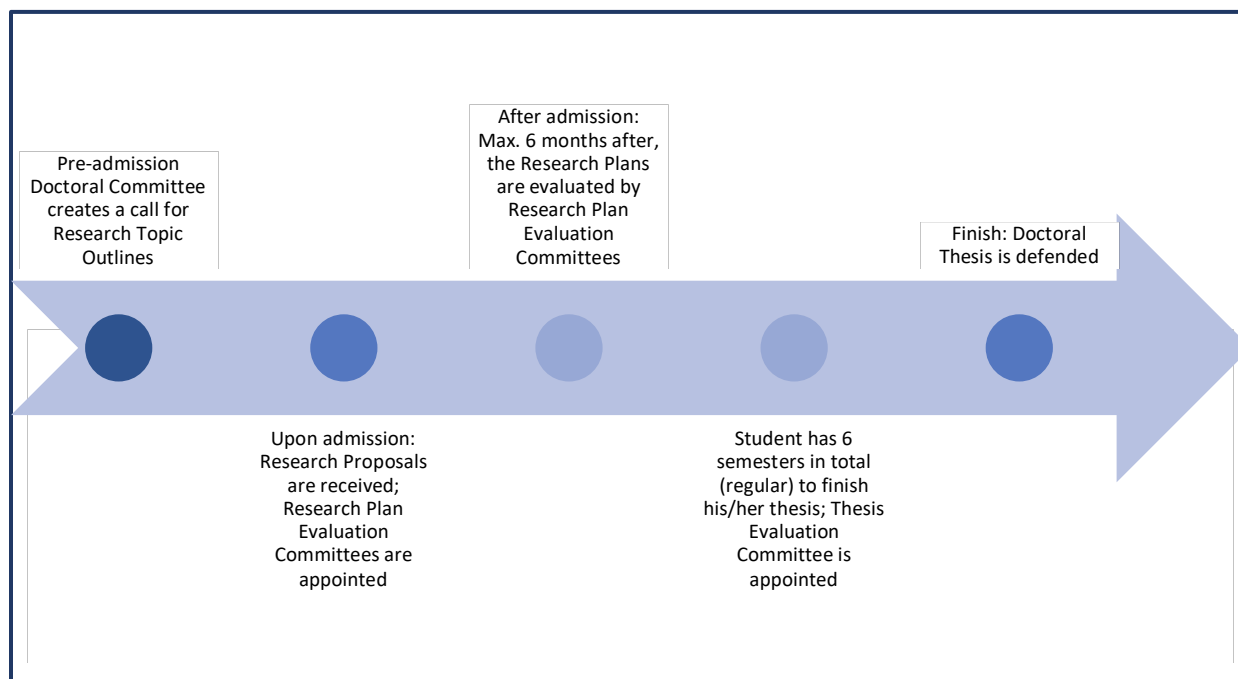 Pre-admission
Doctoral Committee
creates a call for
Research Topic
Outlines
Upon admission:
Research Proposals
are received;
Research Plan
Evaluation
Committees are
appointed
After admission:
Max. 6 months after,
the Research Plans
are evaluated by
Research Plan
Evaluation
Committees
Student has 6
semesters in total
(regular) to finish
his/her thesis; Thesis
Evaluation
Committee is
appointed
Finish: Doctoral
Thesis is defended